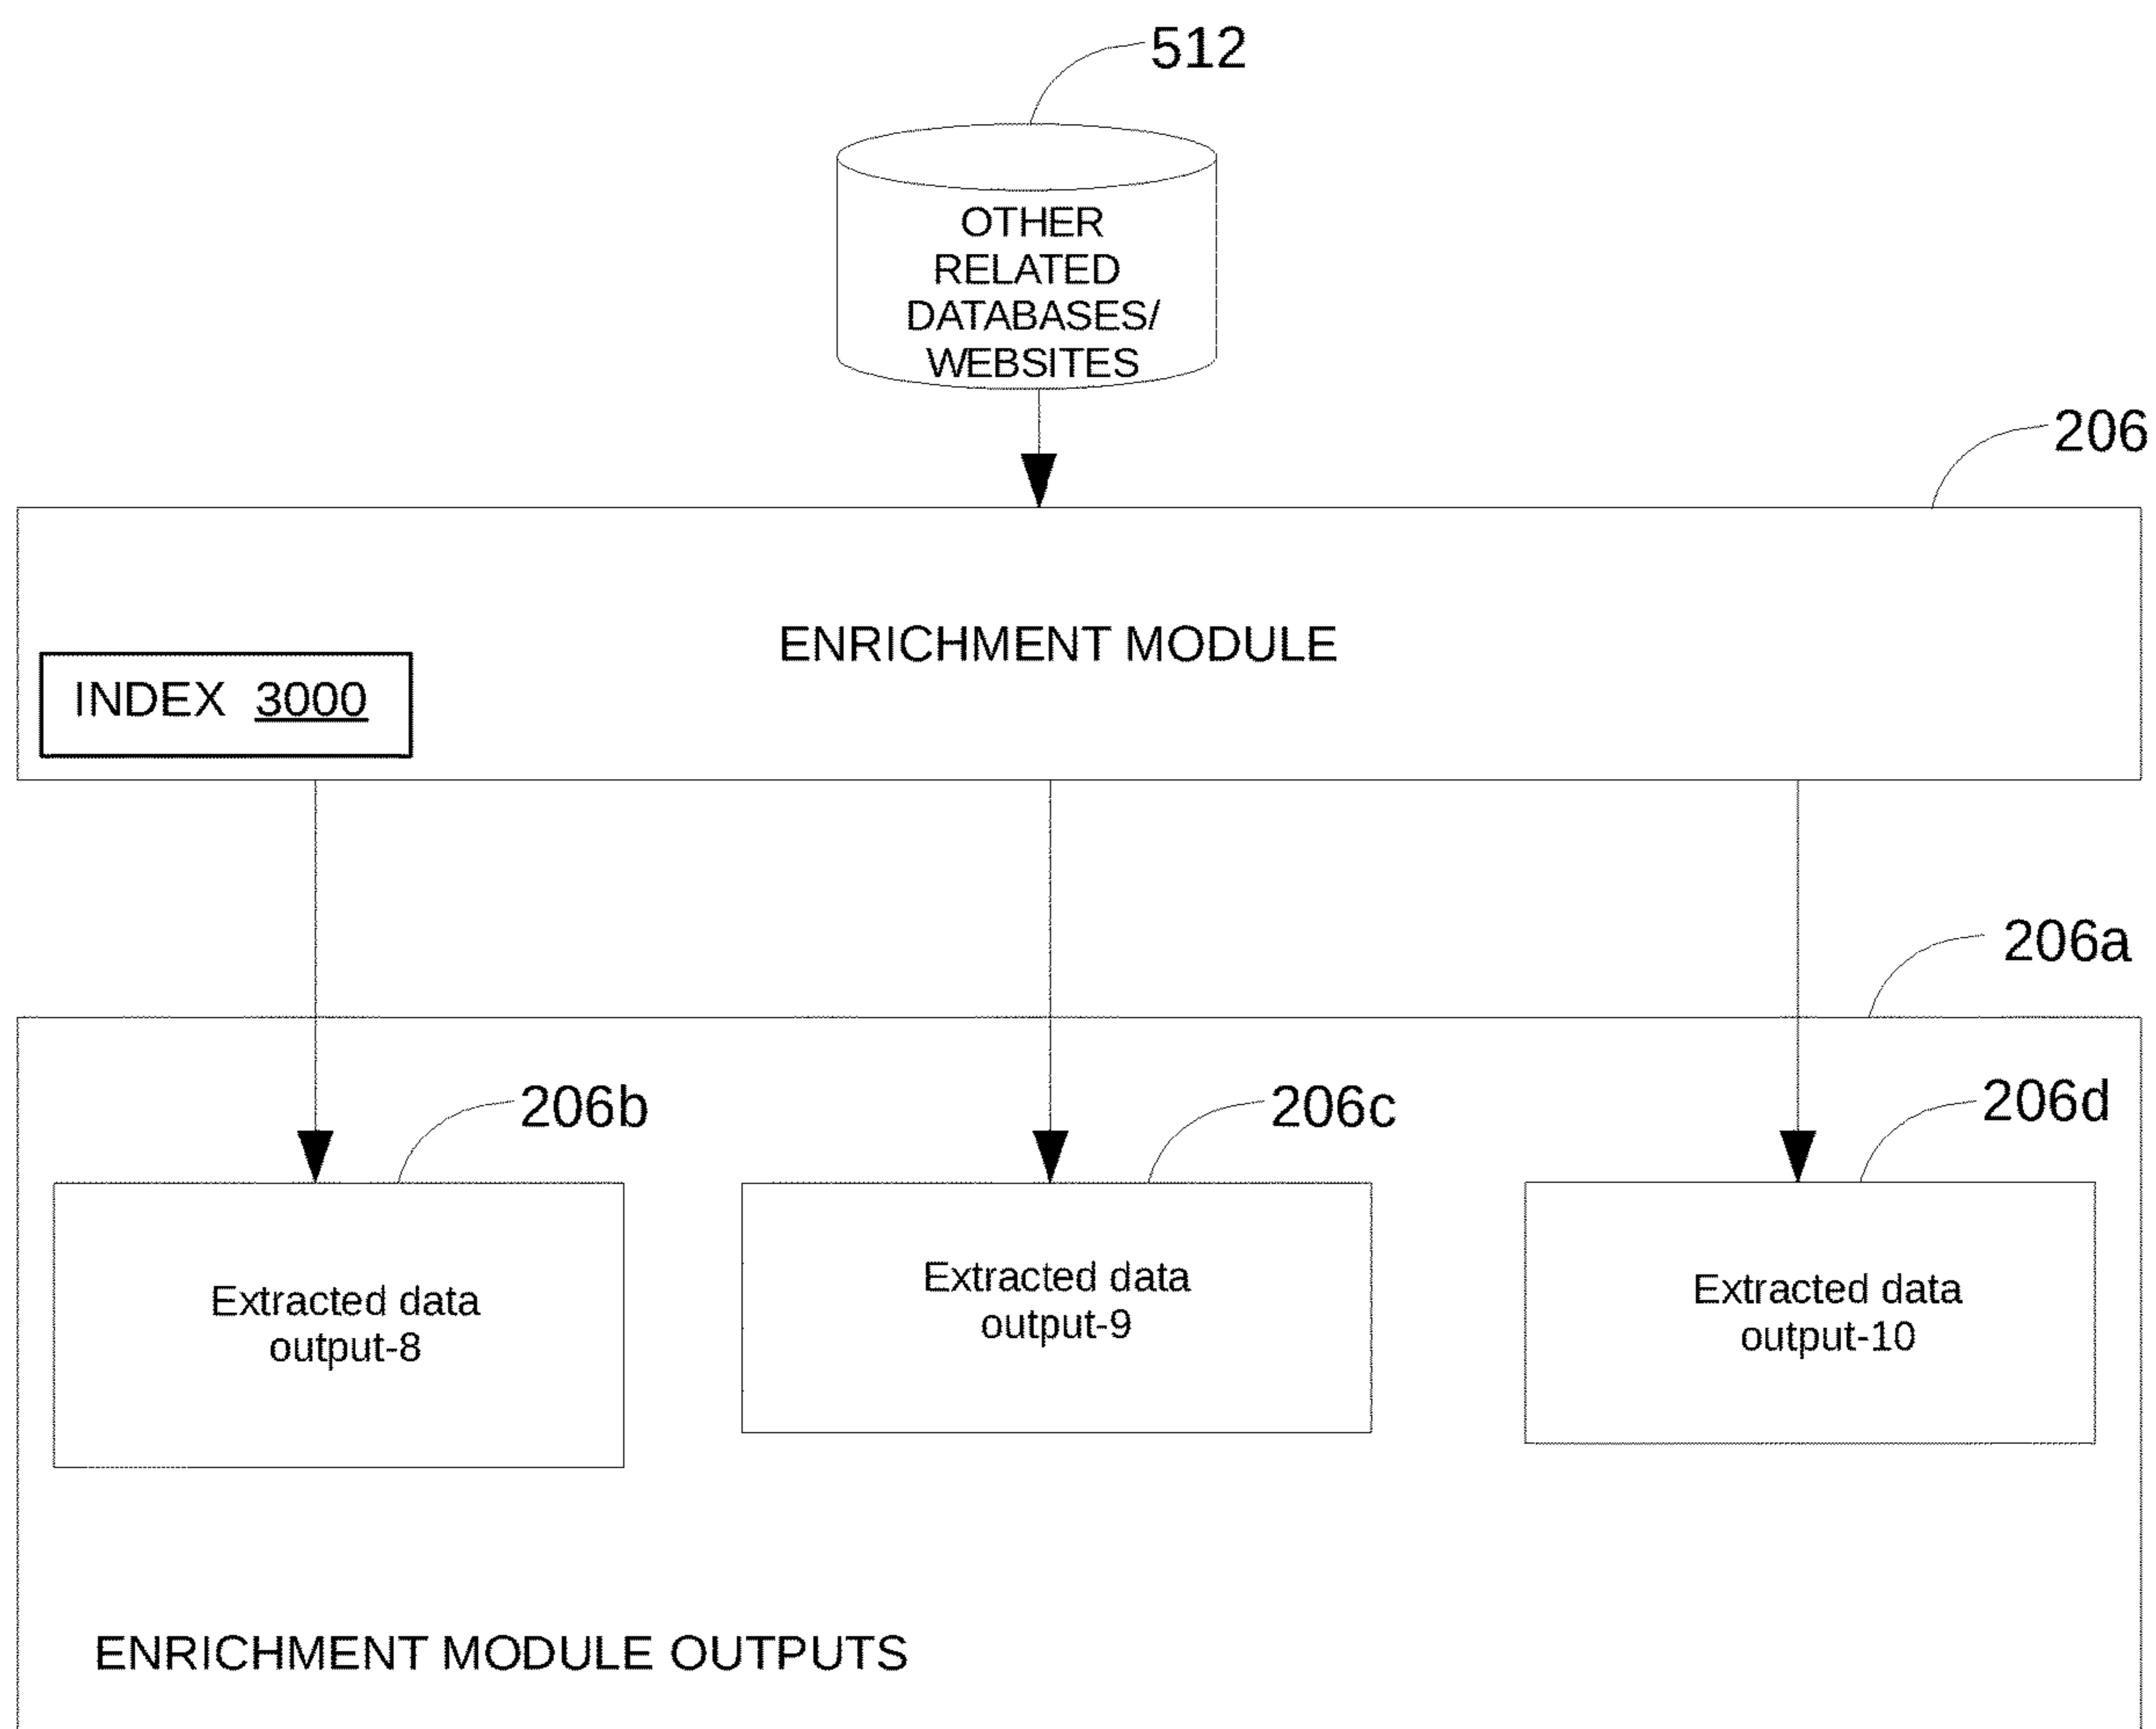 512
OTHER
RELATED
DATABASES/
WEBSITES
206
ENRICHMENT MODULE
INDEX 3000
206a
206b
206c
206d
Extracted data
output-8
Extracted data
output-9
Extracted data
output-10
ENRICHMENT MODULE OUTPUTS